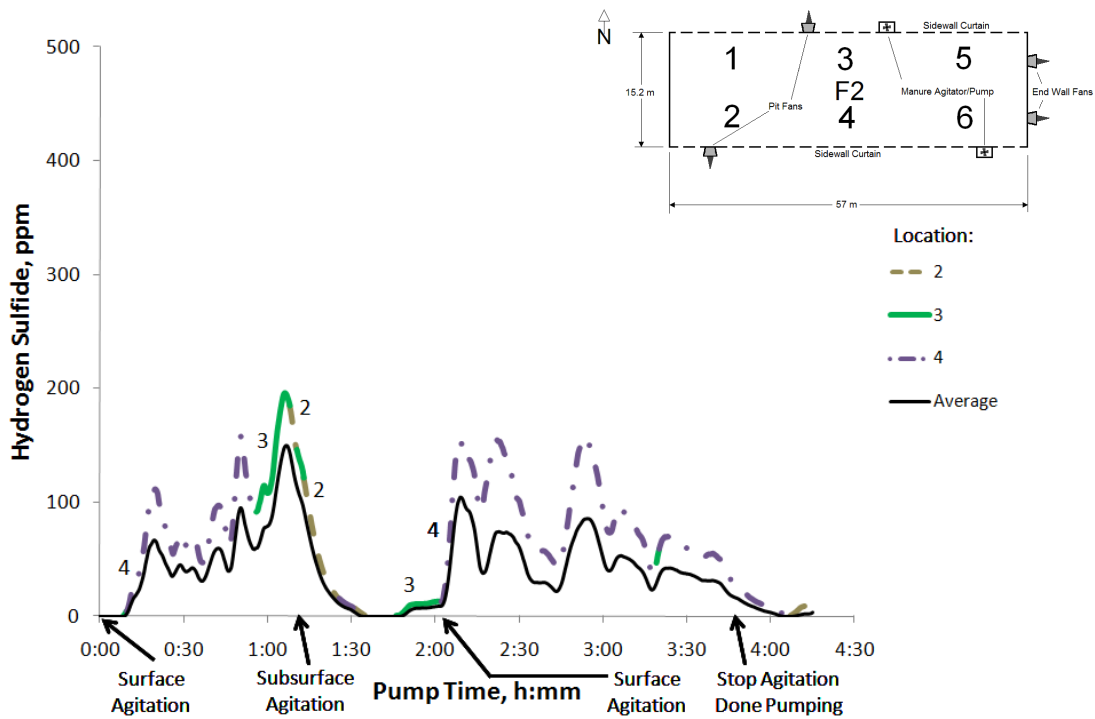 N
Sidewall Curtain
1
3
5
15.2 m
F2
Pit Fans
Manure Agitator/Pump
End Wall Fans
2
4
6
Sidewall Curtain
57 m
Hydrogen Sulfide, ppm
500
400
300
200
100
0
Location:
2
3
4
Average
4
3
2
2
3
4
0:00
0:30
1:00
1:30
2:00
2:30
3:00
3:30
4:00
4:30
Pump Time, h:mm
Surface
Agitation
Subsurface
Agitation
Surface
Agitation
Stop Agitation
Done Pumping